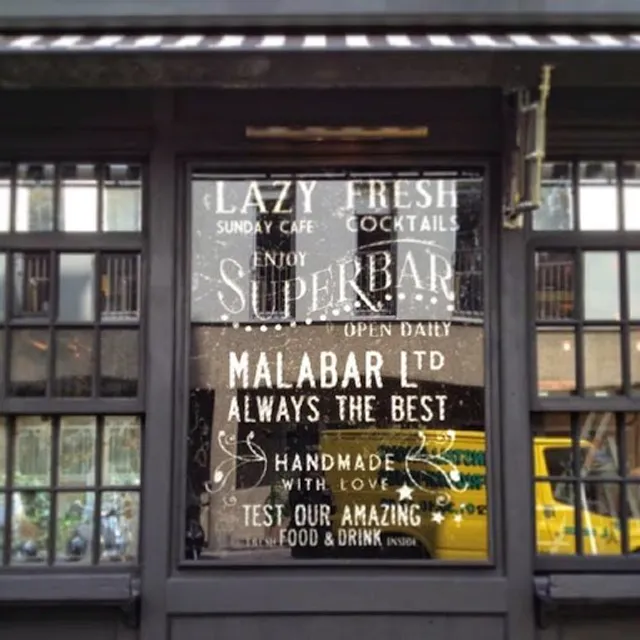 LAZY FRESH
SUNDAY CAFE COCKTAILS
ENJOY
SUPERBAR
OPEN DAILY
MALABAR LTD
ALWAYS THE BEST
HANDMADE
WITH LOVE
TEST OUR AMAZING
FRESH FOOD & DRINK INSIDE